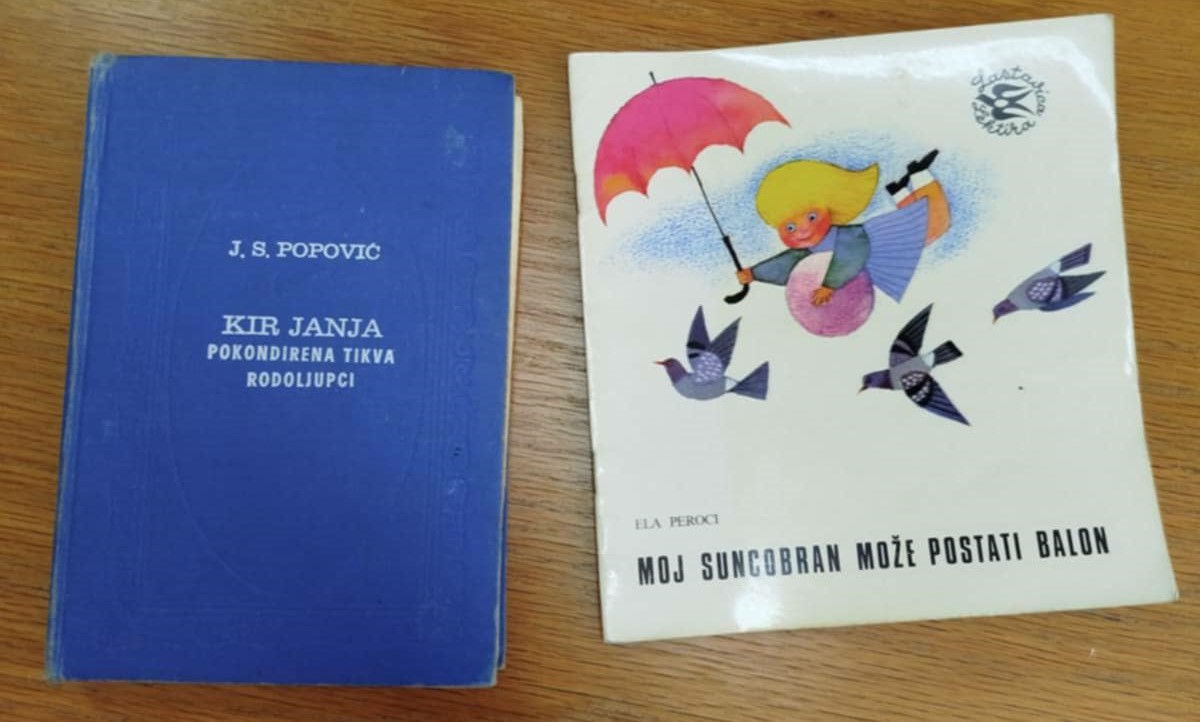 J. S. POPOVIĆ
KIR JANJA
POKONDIRENA TIKVA
RODOLJUPCI
Lastavica
Lektira
ELA PEROCI
MOJ SUNCOBRAN MOŽE POSTATI BALON